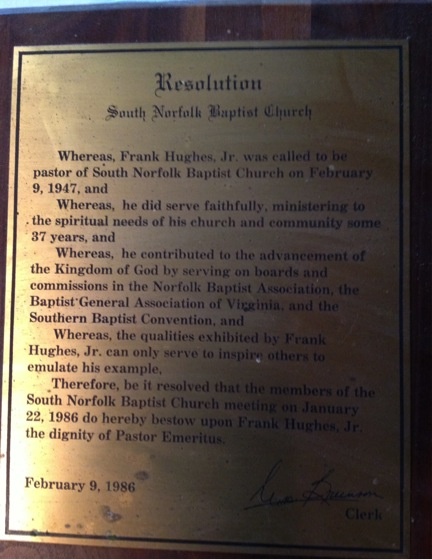 Resolution
South Norfolk Baptist Church
Whereas, Frank Hughes, Jr. was called to be
pastor of South Norfolk Baptist Church on February
9, 1947, and
Whereas, he did serve faithfully, ministering to
the spiritual needs of his church and community some
37 years, and
Whereas, he contributed to the advancement of
the Kingdom of God by serving on boards and
commissions in the Norfolk Baptist Association, the
Baptist General Association of Virginia, and the
Southern Baptist Convention, and
Whereas, the qualities exhibited by Frank
Hughes, Jr. can only serve to inspire others to
emulate his example,
Therefore, be it resolved that the members of the
South Norfolk Baptist Church meeting on January
22, 1986 do hereby bestow upon Frank Hughes, Jr.
the dignity of Pastor Emeritus.
February 9, 1986
Clerk